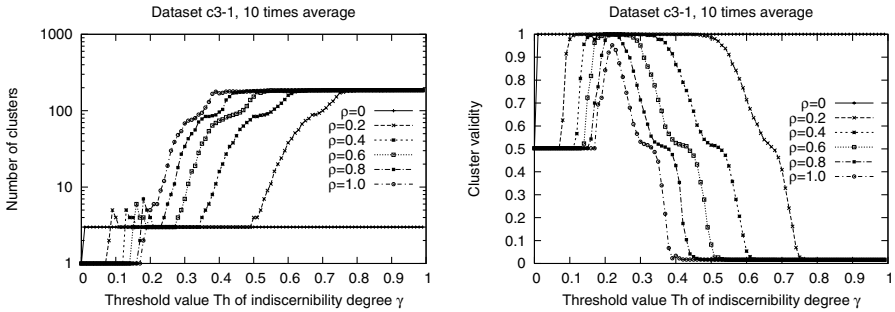 Dataset c3-1, 10 times average
Number of clusters
1000
100
10
1
ρ=0
ρ=0.2
ρ=0.4
ρ=0.6
ρ=0.8
ρ=1.0
0 0.1 0.2 0.3 0.4 0.5 0.6 0.7 0.8 0.9 1
Threshold value Th of indiscernibility degree γ
Dataset c3-1, 10 times average
Cluster validity
1
0.9
0.8
0.7
0.6
0.5
0.4
0.3
0.2
0.1
0
ρ=0
ρ=0.2
ρ=0.4
ρ=0.6
ρ=0.8
ρ=1.0
0 0.1 0.2 0.3 0.4 0.5 0.6 0.7 0.8 0.9 1
Threshold value Th of indiscernibility degree γ